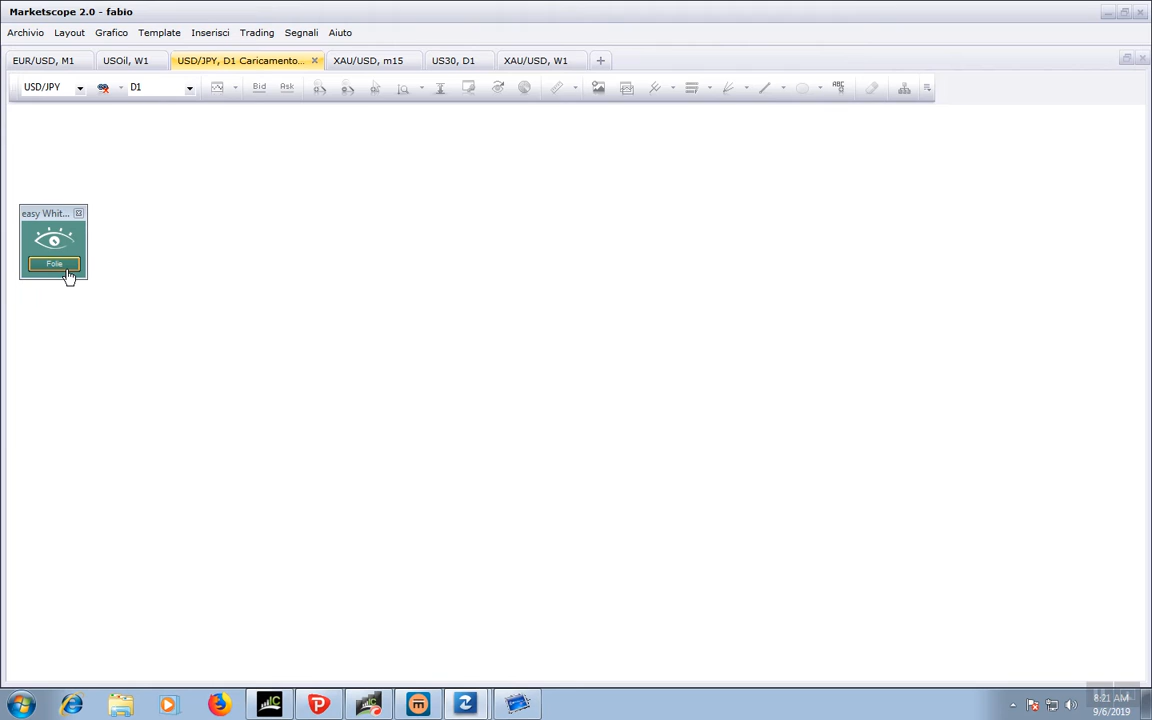 Marketscope 2.0 - fabio
Archivio Layout Grafico Template Inserisci Trading Segnali Aiuto
EUR/USD, M1 USOil, W1 USD/JPY, D1 Caricamento... XAU/USD, m15 US30, D1 XAU/USD, W1
USD/JPY D1 Bid Ask ABC
easy Whit...
Folie
8:21 AM
9/6/2019